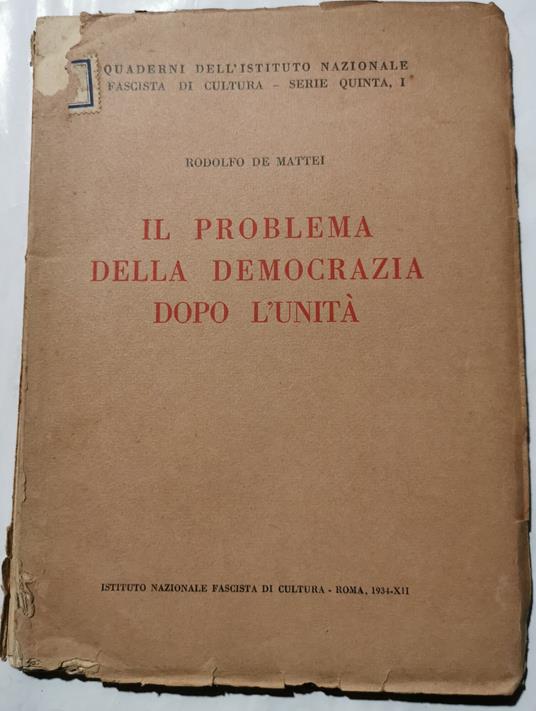 QUADERNI DELL'ISTITUTO NAZIONALE
FASCISTA DI CULTURA - SERIE QUINTA, I
RODOLFO DE MATTEI
IL PROBLEMA
DELLA DEMOCRAZIA
DOPO L'UNITÀ
ISTITUTO NAZIONALE FASCISTA DI CULTURA - ROMA, 1934-XII